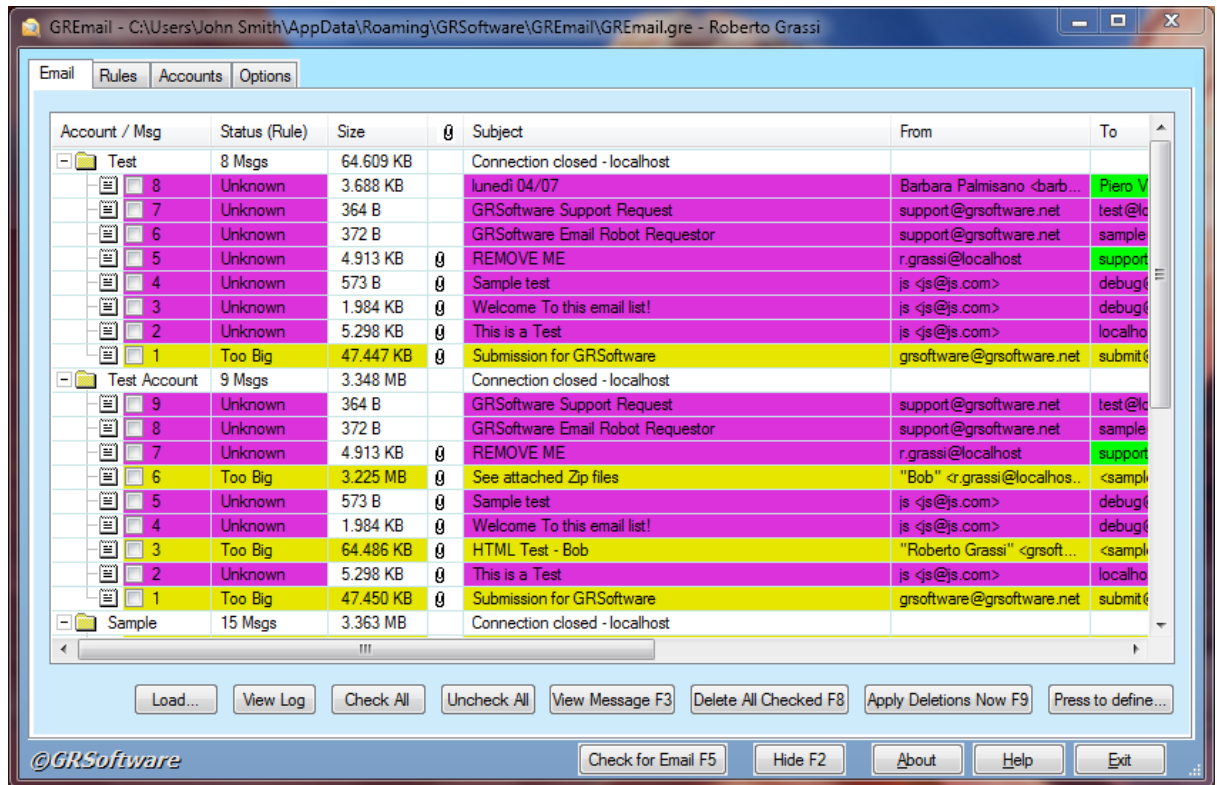 GREmail - C:\Users\John Smith\AppData\Roaming\GRSoftware\GREmail\GREmail.gre - Roberto Grassi
Email Rules Accounts Options
Account / Msg Status (Rule) Size Subject From To
Test 8 Msgs 64.609 KB Connection closed - localhost
8 Unknown 3.688 KB lunedì 04/07 Barbara Palmisano <barb... Piero V
7 Unknown 364 B GRSoftware Support Request support@grsoftware.net test@lo
6 Unknown 372 B GRSoftware Email Robot Requestor support@grsoftware.net sample
5 Unknown 4.913 KB REMOVE ME r.grassi@localhost support
4 Unknown 573 B Sample test js <js@js.com> debug@
3 Unknown 1.984 KB Welcome To this email list! js <js@js.com> debug@
2 Unknown 5.298 KB This is a Test js <js@js.com> localho
1 Too Big 47.447 KB Submission for GRSoftware grsoftware@grsoftware.net submit@
Test Account 9 Msgs 3.348 MB Connection closed - localhost
9 Unknown 364 B GRSoftware Support Request support@grsoftware.net test@lo
8 Unknown 372 B GRSoftware Email Robot Requestor support@grsoftware.net sample
7 Unknown 4.913 KB REMOVE ME r.grassi@localhost support
6 Too Big 3.225 MB See attached Zip files "Bob" <r.grassi@localhos... <sampl
5 Unknown 573 B Sample test js <js@js.com> debug@
4 Unknown 1.984 KB Welcome To this email list! js <js@js.com> debug@
3 Too Big 64.486 KB HTML Test - Bob "Roberto Grassi" <grsoft... <sampl
2 Unknown 5.298 KB This is a Test js <js@js.com> localho
1 Too Big 47.450 KB Submission for GRSoftware grsoftware@grsoftware.net submit@
Sample 15 Msgs 3.363 MB Connection closed - localhost
Load... View Log Check All Uncheck All View Message F3 Delete All Checked F8 Apply Deletions Now F9 Press to define...
©GRSoftware Check for Email F5 Hide F2 About Help Exit